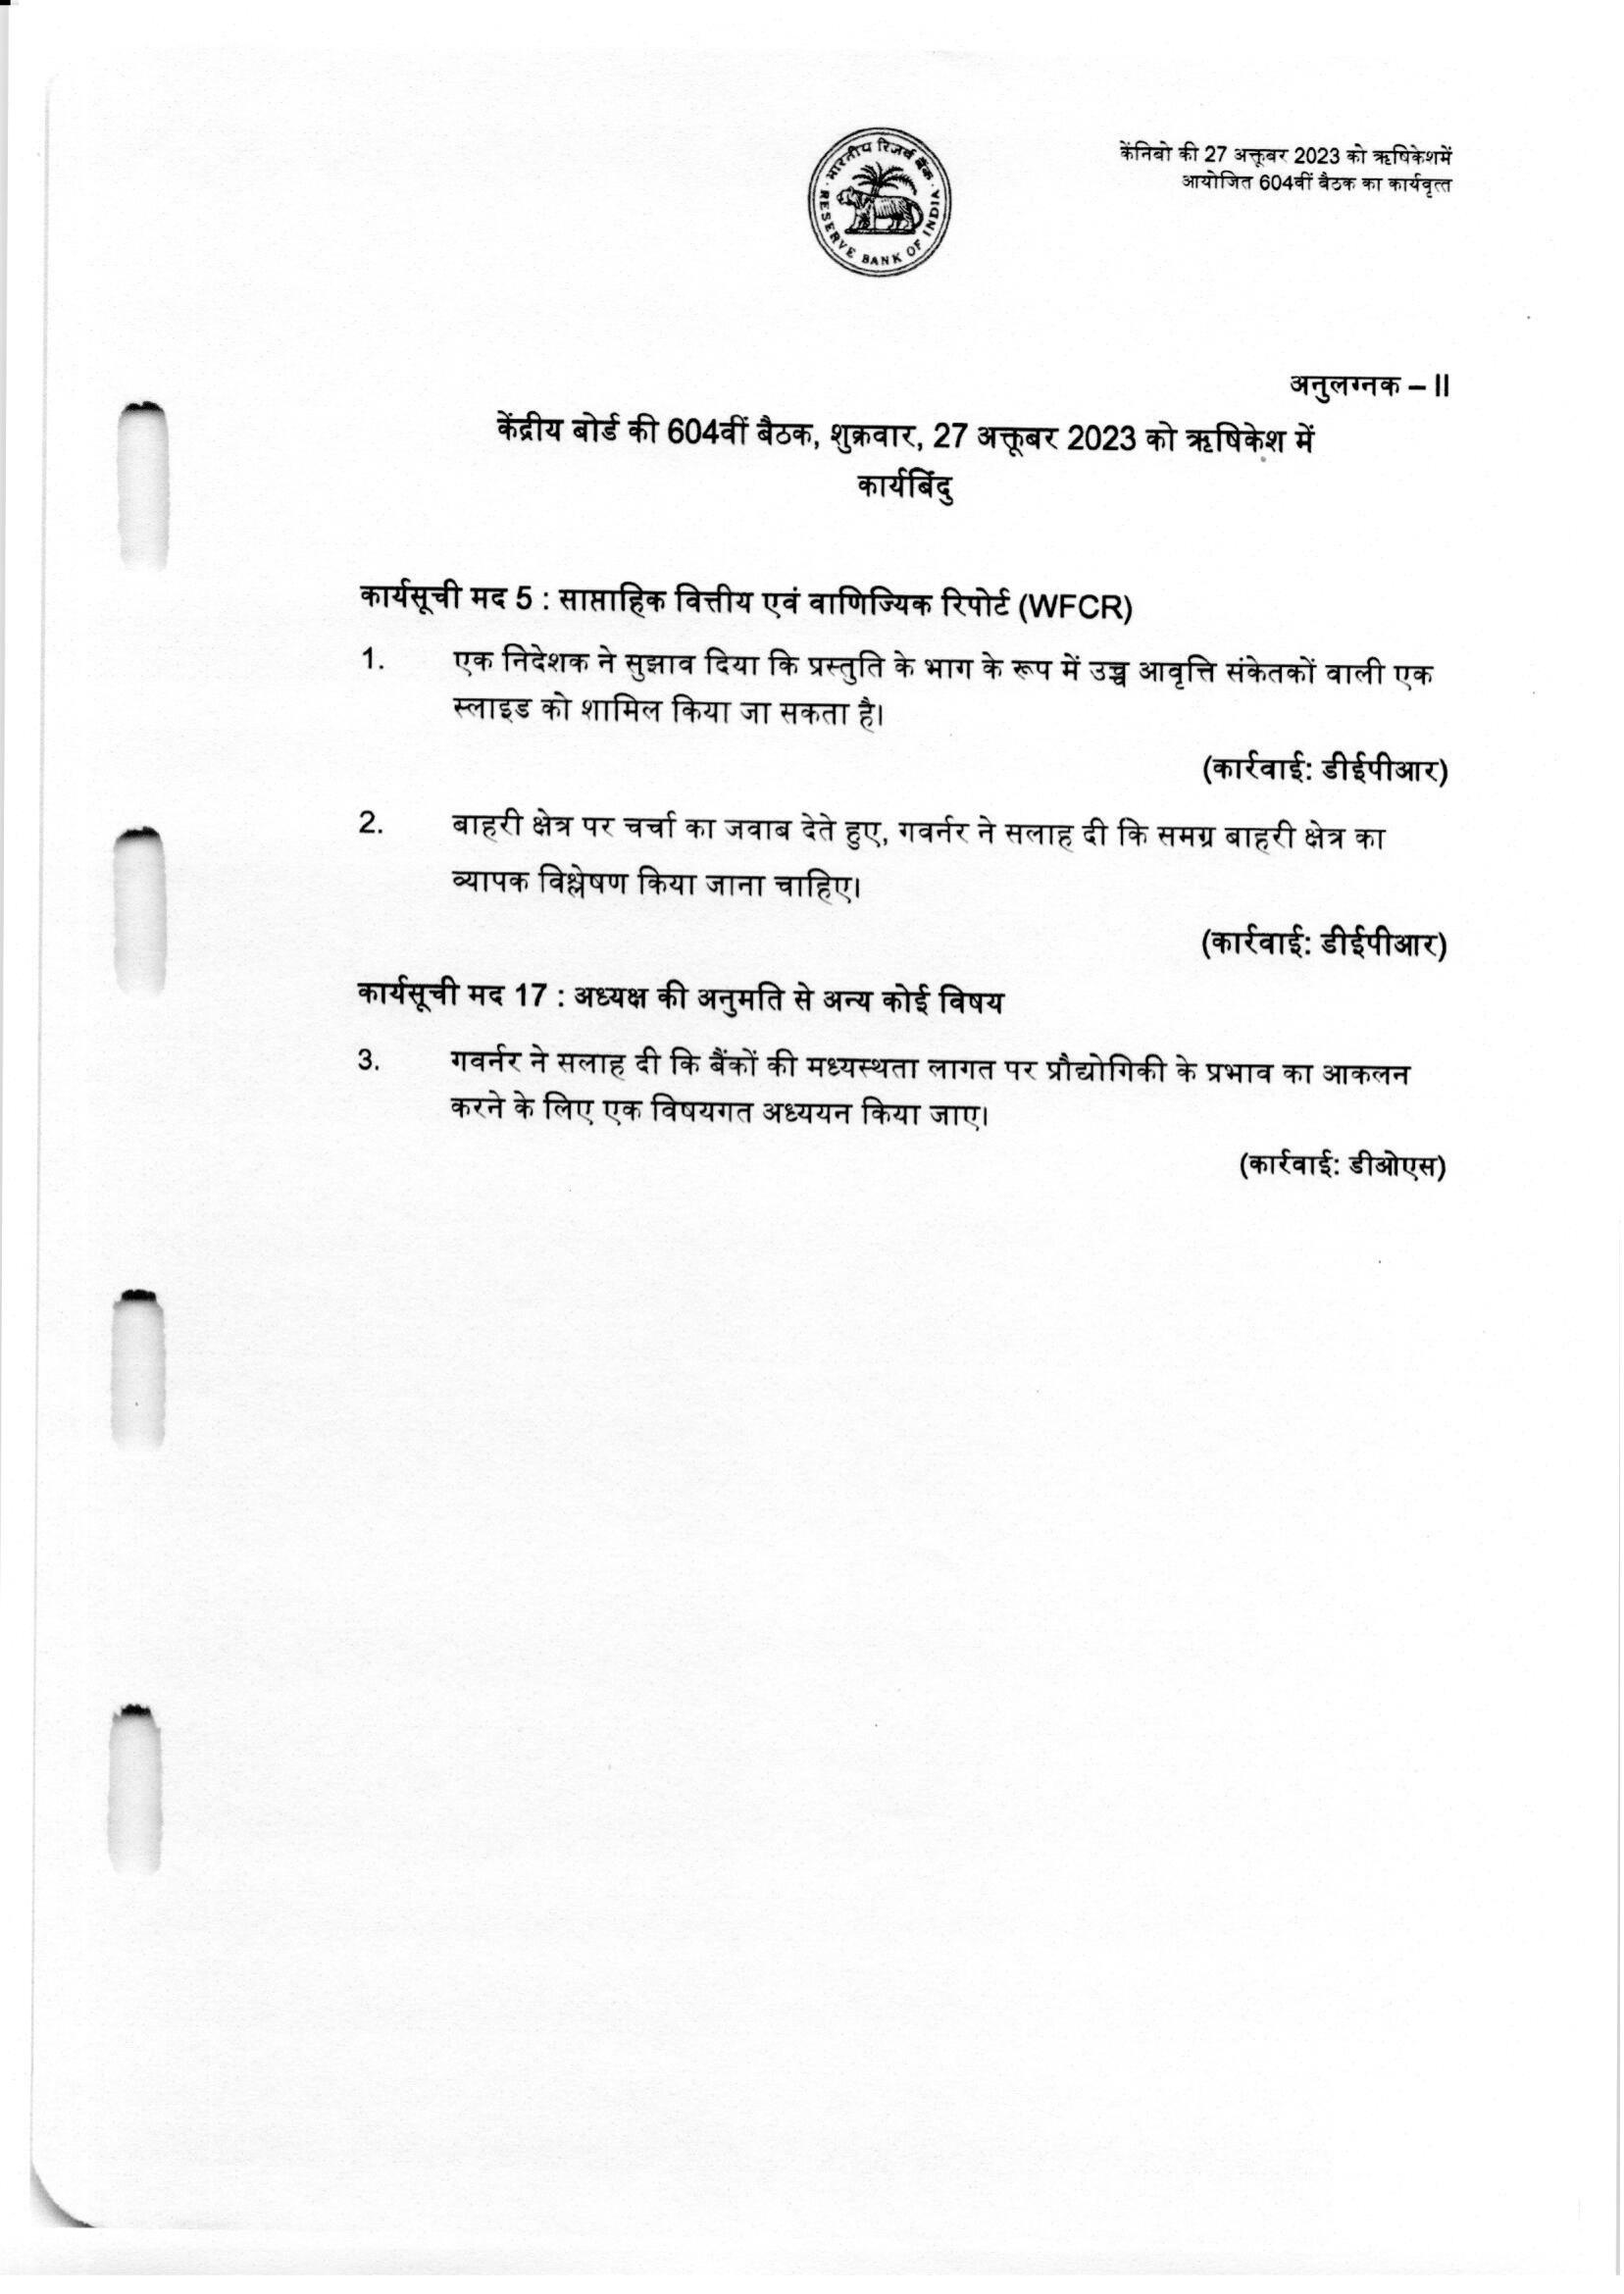 भारतीय रिज़र्व बैंक
RESERVE BANK OF INDIA
केंनिबो की 27 अक्तूबर 2023 को ऋषिकेशमें
आयोजित 604वीं बैठक का कार्यवृत्त
अनुलग्नक – II
केंद्रीय बोर्ड की 604वीं बैठक, शुक्रवार, 27 अक्तूबर 2023 को ऋषिकेश में
कार्यबिंदु
कार्यसूची मद 5 : साप्ताहिक वित्तीय एवं वाणिज्यिक रिपोर्ट (WFCR)
1. एक निदेशक ने सुझाव दिया कि प्रस्तुति के भाग के रूप में उच्च आवृत्ति संकेतकों वाली एक
स्लाइड को शामिल किया जा सकता है।
(कार्रवाई: डीईपीआर)
2. बाहरी क्षेत्र पर चर्चा का जवाब देते हुए, गवर्नर ने सलाह दी कि समग्र बाहरी क्षेत्र का
व्यापक विश्लेषण किया जाना चाहिए।
(कार्रवाई: डीईपीआर)
कार्यसूची मद 17 : अध्यक्ष की अनुमति से अन्य कोई विषय
3. गवर्नर ने सलाह दी कि बैंकों की मध्यस्थता लागत पर प्रौद्योगिकी के प्रभाव का आकलन
करने के लिए एक विषयगत अध्ययन किया जाए।
(कार्रवाई: डीओएस)